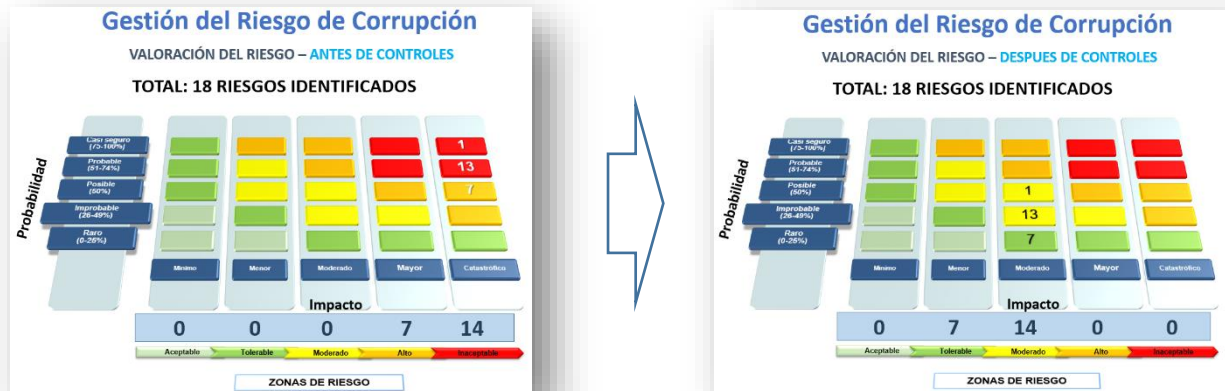 Gestión del Riesgo de Corrupción
VALORACIÓN DEL RIESGO – ANTES DE CONTROLES
TOTAL: 18 RIESGOS IDENTIFICADOS
Probabilidad
Casi seguro
(75-100%)
1
Probable
(51-74%)
13
Posible
(50%)
7
Improbable
(26-49%)
Raro
(0-25%)
Mínimo
Menor
Moderado
Mayor
Catastrófico
Impacto
0 0 0 7 14
Aceptable Tolerable Moderado Alto Inaceptable
ZONAS DE RIESGO
Gestión del Riesgo de Corrupción
VALORACIÓN DEL RIESGO – DESPUES DE CONTROLES
TOTAL: 18 RIESGOS IDENTIFICADOS
Probabilidad
Casi seguro
(75-100%)
Probable
(51-74%)
Posible
(50%)
1
Improbable
(26-49%)
13
Raro
(0-25%)
7
Mínimo
Menor
Moderado
Mayor
Catastrófico
Impacto
0 7 14 0 0
Aceptable Tolerable Moderado Alto Inaceptable
ZONAS DE RIESGO